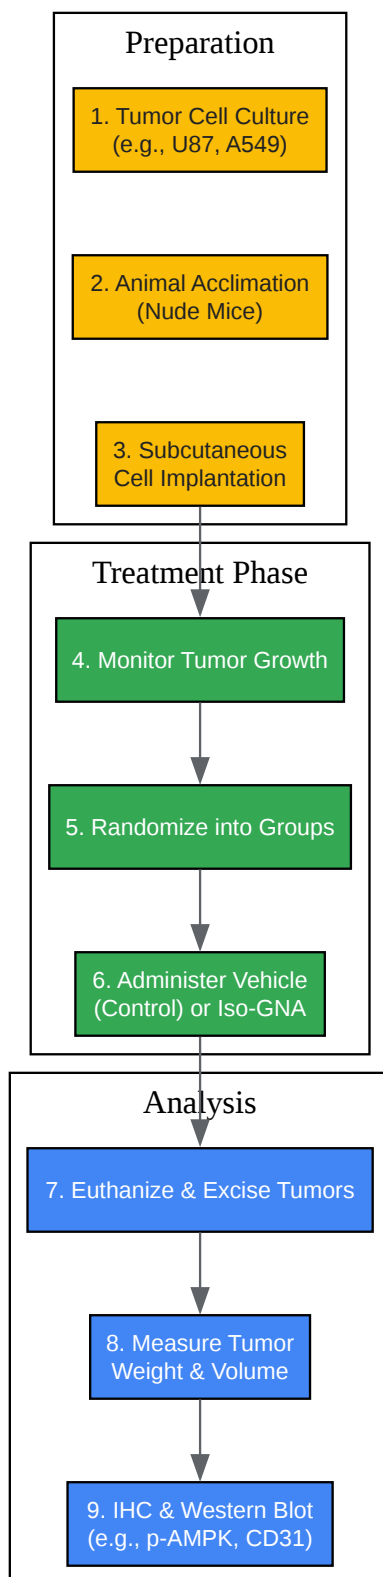 Preparation
1. Tumor Cell Culture
(e.g., U87, A549)
2. Animal Acclimation
(Nude Mice)
3. Subcutaneous
Cell Implantation
Treatment Phase
4. Monitor Tumor Growth
5. Randomize into Groups
6. Administer Vehicle
(Control) or Iso-GNA
Analysis
7. Euthanize & Excise Tumors
8. Measure Tumor
Weight & Volume
9. IHC & Western Blot
(e.g., p-AMPK, CD31)